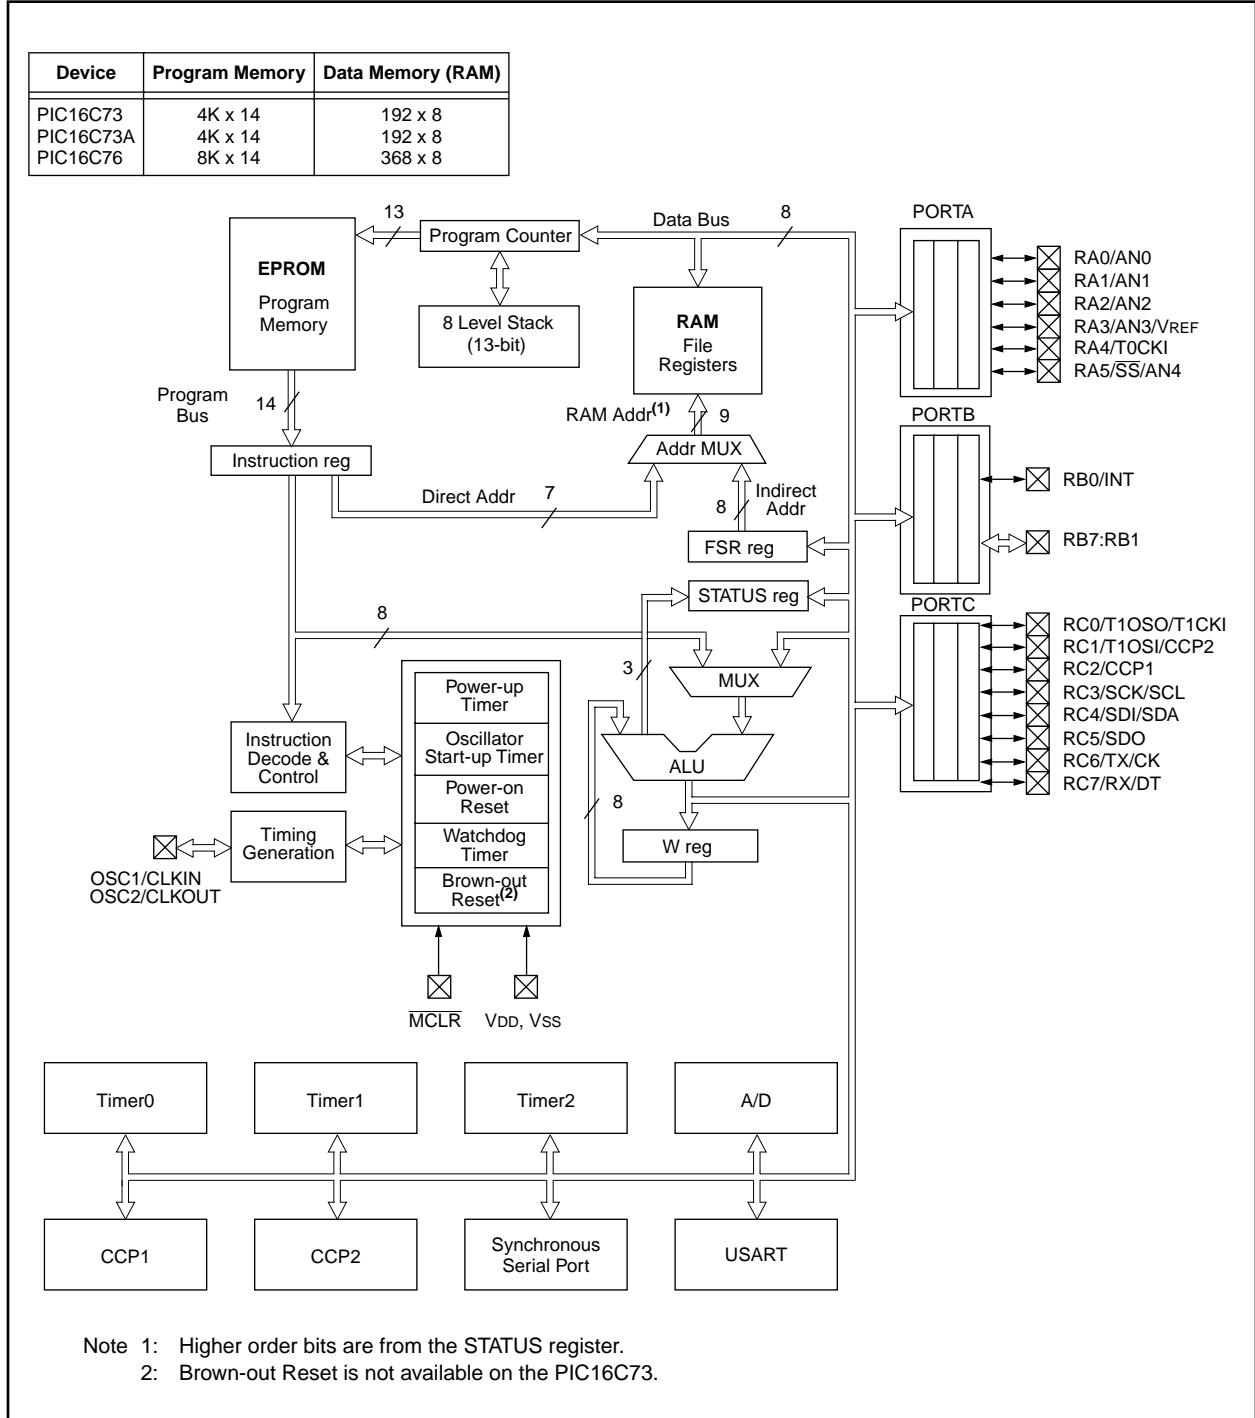 Device Program Memory Data Memory (RAM)
PIC16C73 4K x 14 192 x 8
PIC16C73A 4K x 14 192 x 8
PIC16C76 8K x 14 368 x 8
EPROM
Program
Memory
13
Program Counter
8 Level Stack
(13-bit)
Data Bus
8
RAM
File
Registers
RAM Addr(1)
9
Addr MUX
Program
Bus
14
Instruction reg
Direct Addr
7
8
Indirect
Addr
FSR reg
STATUS reg
8
3
MUX
ALU
8
W reg
Power-up
Timer
Oscillator
Start-up Timer
Power-on
Reset
Watchdog
Timer
Brown-out
Reset(2)
Instruction
Decode &
Control
Timing
Generation
OSC1/CLKIN
OSC2/CLKOUT
MCLR
VDD, VSS
PORTA
RA0/AN0
RA1/AN1
RA2/AN2
RA3/AN3/VREF
RA4/T0CKI
RA5/SS/AN4
PORTB
RB0/INT
RB7:RB1
PORTC
RC0/T1OSO/T1CKI
RC1/T1OSI/CCP2
RC2/CCP1
RC3/SCK/SCL
RC4/SDI/SDA
RC5/SDO
RC6/TX/CK
RC7/RX/DT
Timer0
Timer1
Timer2
A/D
CCP1
CCP2
Synchronous
Serial Port
USART
Note 1: Higher order bits are from the STATUS register.
2: Brown-out Reset is not available on the PIC16C73.